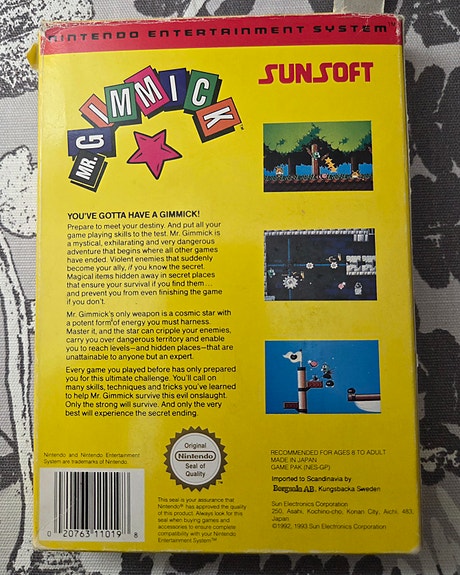 NINTENDO ENTERTAINMENT SYSTEM™
MR. GIMMICK
SUNSOFT
YOU'VE GOTTA HAVE A GIMMICK!
Prepare to meet your destiny. And put all your
game playing skills to the test. Mr. Gimmick is
a mystical, exhilarating and very dangerous
adventure that begins where all other games
have ended. Violent enemies that suddenly
become your ally, if you know the secret.
Magical items hidden away in secret places
that ensure your survival if you find them...
and prevent you from even finishing the game
if you don't.
Mr. Gimmick's only weapon is a cosmic star with
a potent form of energy you must harness.
Master it, and the star can cripple your enemies,
carry you over dangerous territory and enable
you to reach levels—and hidden places—that are
unattainable to anyone but an expert.
Every game you played before has only prepared
you for this ultimate challenge. You'll call on
many skills, techniques and tricks you've learned
to help Mr. Gimmick survive this evil onslaught.
Only the strong will survive. And only the very
best will experience the secret ending.
Nintendo and Nintendo Entertainment
System are trademarks of Nintendo.
0 20763 11019 8
Original
Nintendo
Seal of
Quality
This seal is your assurance that
Nintendo® has approved the quality
of this product. Always look for this
seal when buying games and
accessories to ensure complete
compatibility with your Nintendo
Entertainment System™
RECOMMENDED FOR AGES 8 TO ADULT
MADE IN JAPAN
GAME PAK (NES-GP)
Imported to Scandinavia by
Bergsala AB, Kungsbacka Sweden
Sun Electronics Corporation
250, Asahi, Kochino-cho, Konan City, Aichi, 483,
Japan
©1992, 1993 Sun Electronics Corporation